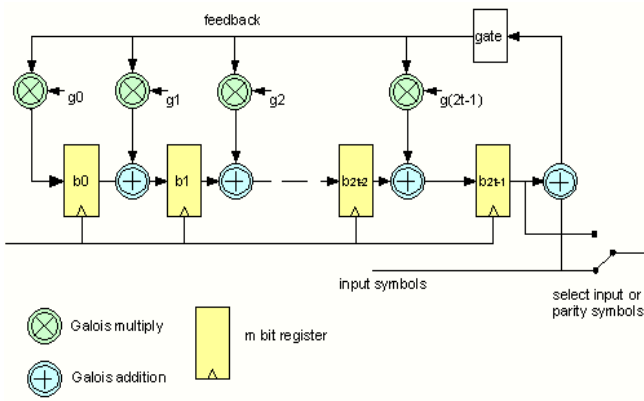 feedback
gate
g0
g1
g2
g(2t-1)
b0
b1
b2t-2
b2t-1
input symbols
select input or
parity symbols
Galois multiply
m bit register
Galois addition